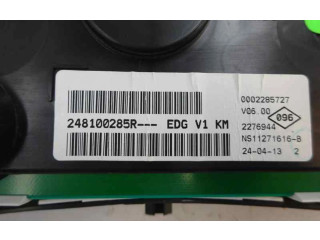 248100285R--- EDG V1 KM
0002285727
V06.00
096
2276944
NS11271616-B
24-04-13 2